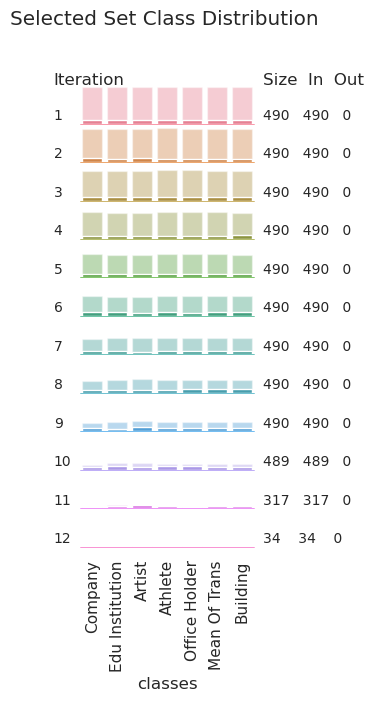 Selected Set Class Distribution
Iteration Size In Out
1 490 490 0
2 490 490 0
3 490 490 0
4 490 490 0
5 490 490 0
6 490 490 0
7 490 490 0
8 490 490 0
9 490 490 0
10 489 489 0
11 317 317 0
12 34 34 0
Company
Edu Institution
Artist
Athlete
Office Holder
Mean Of Trans
Building
classes